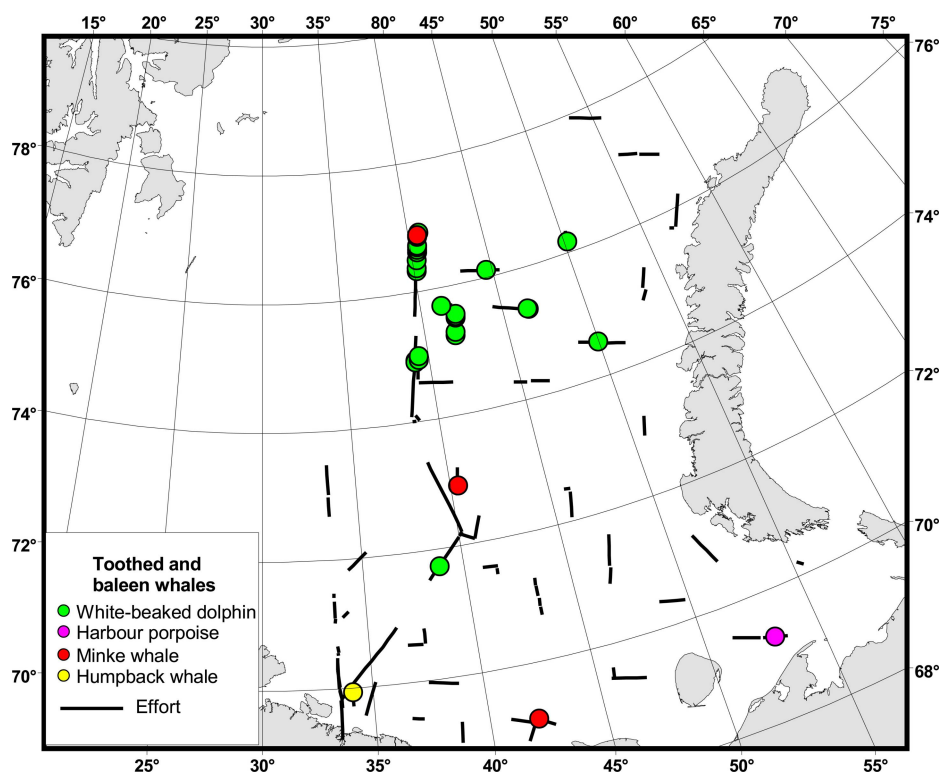 15° 20° 30° 35° 80° 45° 50° 55° 60° 65° 70° 75°
76°
78°
74°
76°
72°
74°
70°
72°
Toothed and
baleen whales
White-beaked dolphin
Harbour porpoise
Minke whale
Humpback whale
Effort
70°
68°
25° 30° 35° 40° 45° 50° 55°